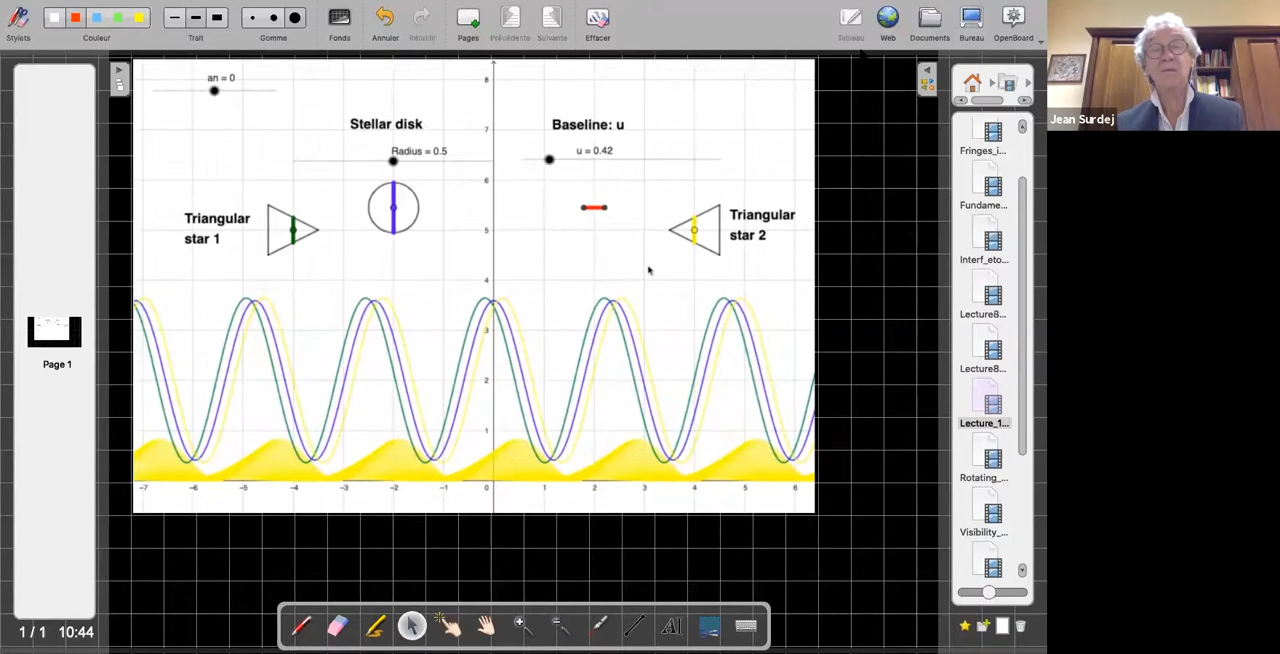 Stylets
Couleur
Trait
Gomme
Fonds
Annuler
Rétablir
Pages
Précédente
Suivante
Effacer
Tableau
Web
Documents
Bureau
OpenBoard
Jean Surdej
an = 0
Stellar disk
Baseline: u
Radius = 0.5
u = 0.42
Triangular
star 1
Triangular
star 2
8
7
6
5
4
3
2
1
−7
−6
−5
−4
−3
−2
−1
0
1
2
3
4
5
6
Page 1
Fringes_i...
Fundame...
Interf_eto...
Lecture8...
Lecture8...
Lecture_1...
Rotating_...
Visibility_...
1 / 1 10:44
AI